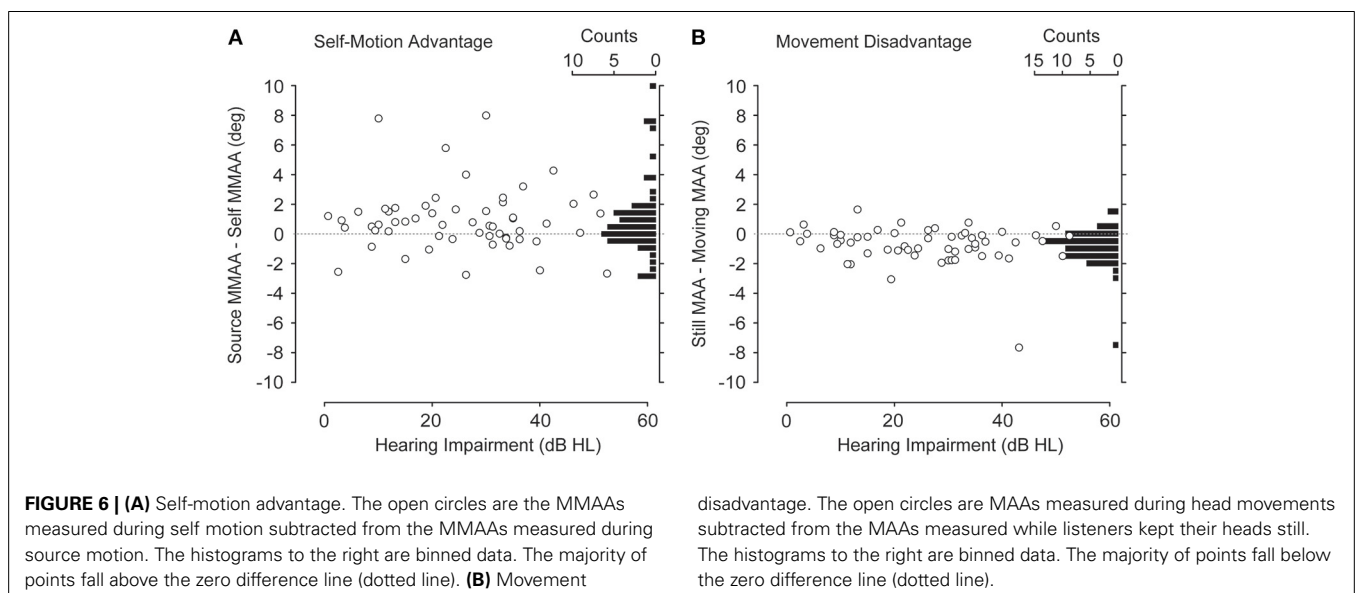 A
Self-Motion Advantage
Counts
10 5 0
10
8
6
4
2
0
-2
-4
-6
-8
-10
Source MMAA - Self MMAA (deg)
0 20 40 60
Hearing Impairment (dB HL)
B
Movement Disadvantage
Counts
15 10 5 0
10
8
6
4
2
0
-2
-4
-6
-8
-10
Still MAA - Moving MAA (deg)
0 20 40 60
Hearing Impairment (dB HL)
FIGURE 6 | (A) Self-motion advantage. The open circles are the MMAAs
measured during self motion subtracted from the MMAAs measured during
source motion. The histograms to the right are binned data. The majority of
points fall above the zero difference line (dotted line). (B) Movement
disadvantage. The open circles are MAAs measured during head movements
subtracted from the MAAs measured while listeners kept their heads still.
The histograms to the right are binned data. The majority of points fall below
the zero difference line (dotted line).